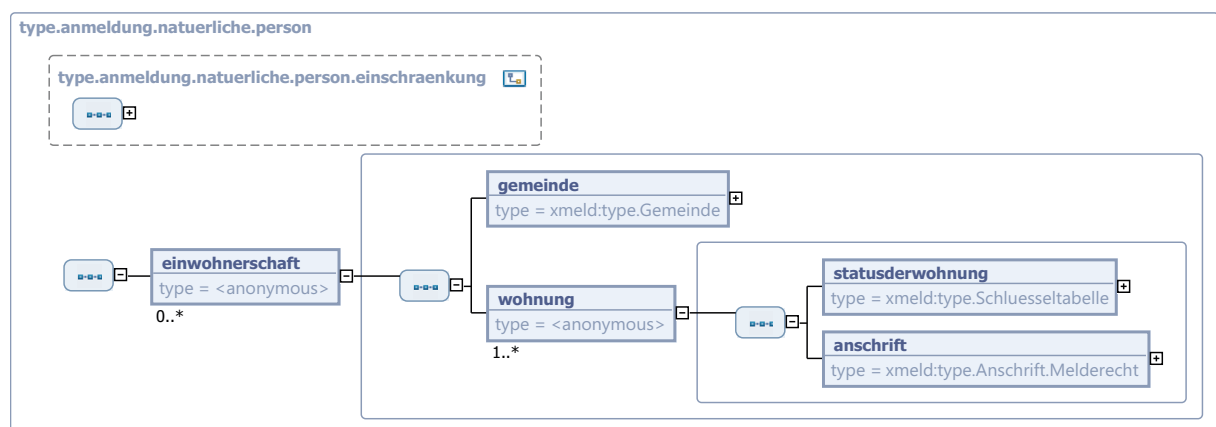 type.anmeldung.natuerliche.person
type.anmeldung.natuerliche.person.einschraenkung
gemeinde
type = xmeld:type.Gemeinde
einwohnerschaft
type = <anonymous>
0..*
wohnung
type = <anonymous>
1..*
statusderwohnung
type = xmeld:type.Schluesseltabelle
anschrift
type = xmeld:type.Anschrift.Melderecht